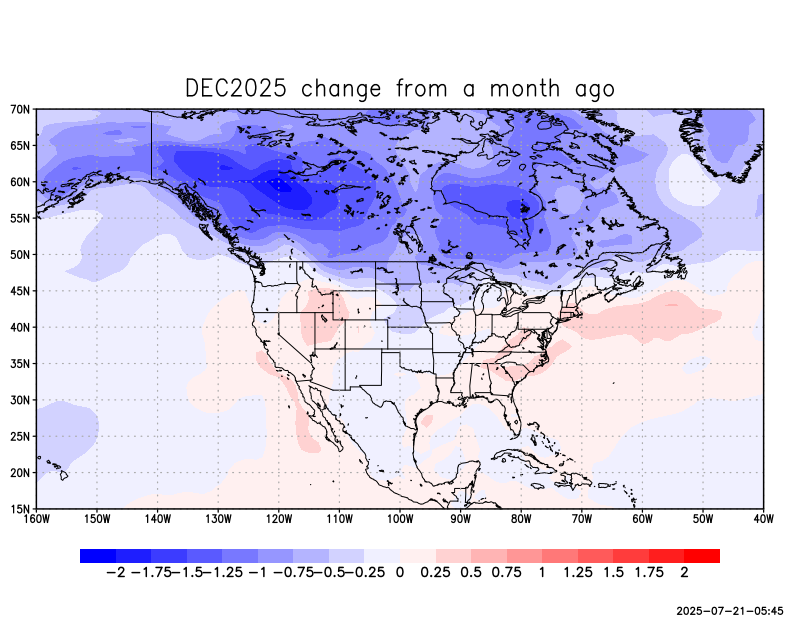 DEC2025 change from a month ago
70N
65N
60N
55N
50N
45N
40N
35N
30N
25N
20N
15N
160W 150W 140W 130W 120W 110W 100W 90W 80W 70W 60W 50W 40W
−2 −1.75 −1.5 −1.25 −1 −0.75 −0.5 −0.25 0 0.25 0.5 0.75 1 1.25 1.5 1.75 2
2025-07-21-05:45